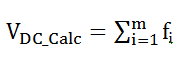 V_DC_Calc = ∑_{i=1}^{m} f_i